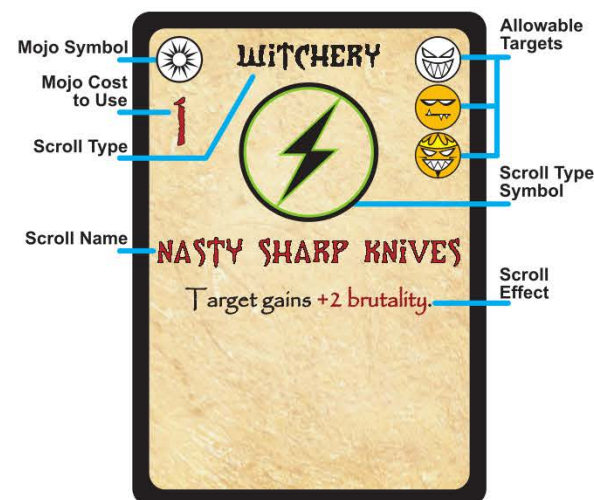 Mojo Symbol
Mojo Cost
to Use
1
Scroll Type
Scroll Name
WITCHERY
NASTY SHARP KNIVES
Target gains +2 brutality.
Allowable
Targets
Scroll Type
Symbol
Scroll
Effect